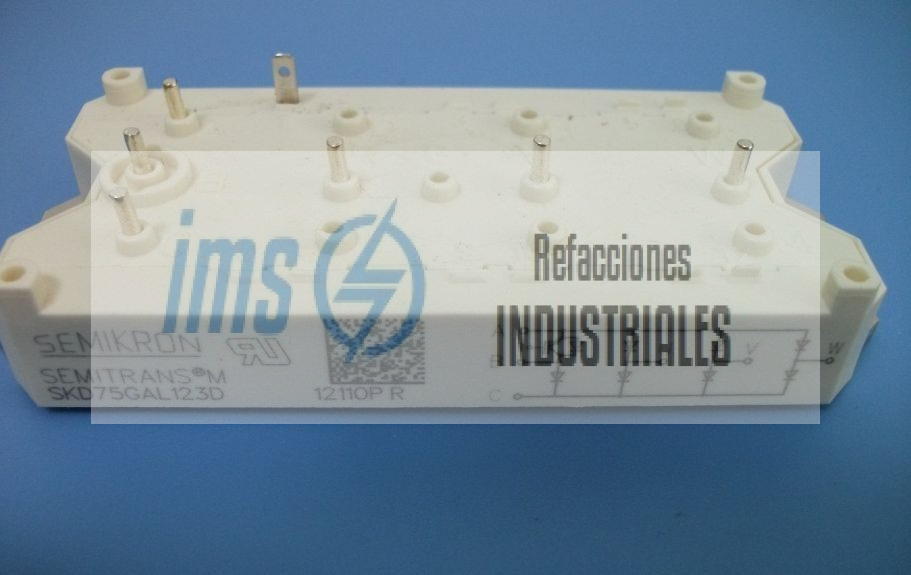 ims
Refacciones
INDUSTRIALES
SEMIKRON
SEMITRANS®M
SKD75GAL123D
12110P R
A
V
W
C